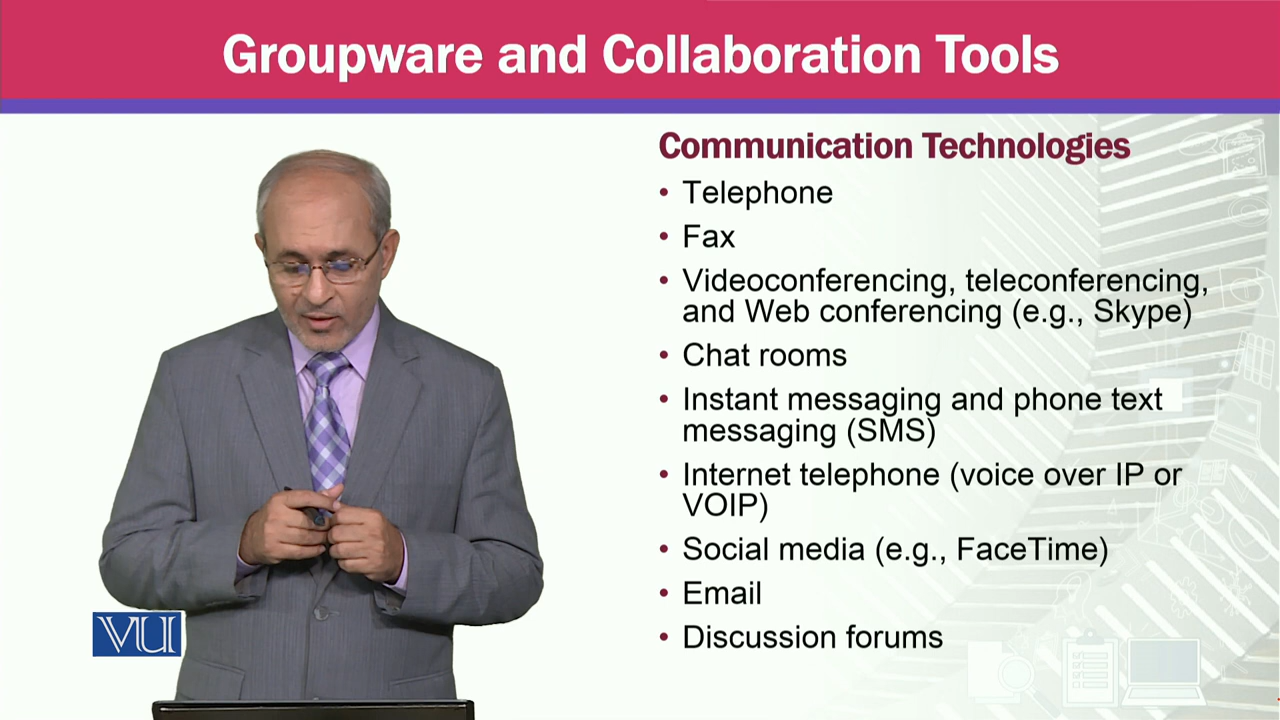 Groupware and Collaboration Tools
Communication Technologies
• Telephone
• Fax
• Videoconferencing, teleconferencing,
and Web conferencing (e.g., Skype)
• Chat rooms
• Instant messaging and phone text
messaging (SMS)
• Internet telephone (voice over IP or
VOIP)
• Social media (e.g., FaceTime)
• Email
• Discussion forums
VU